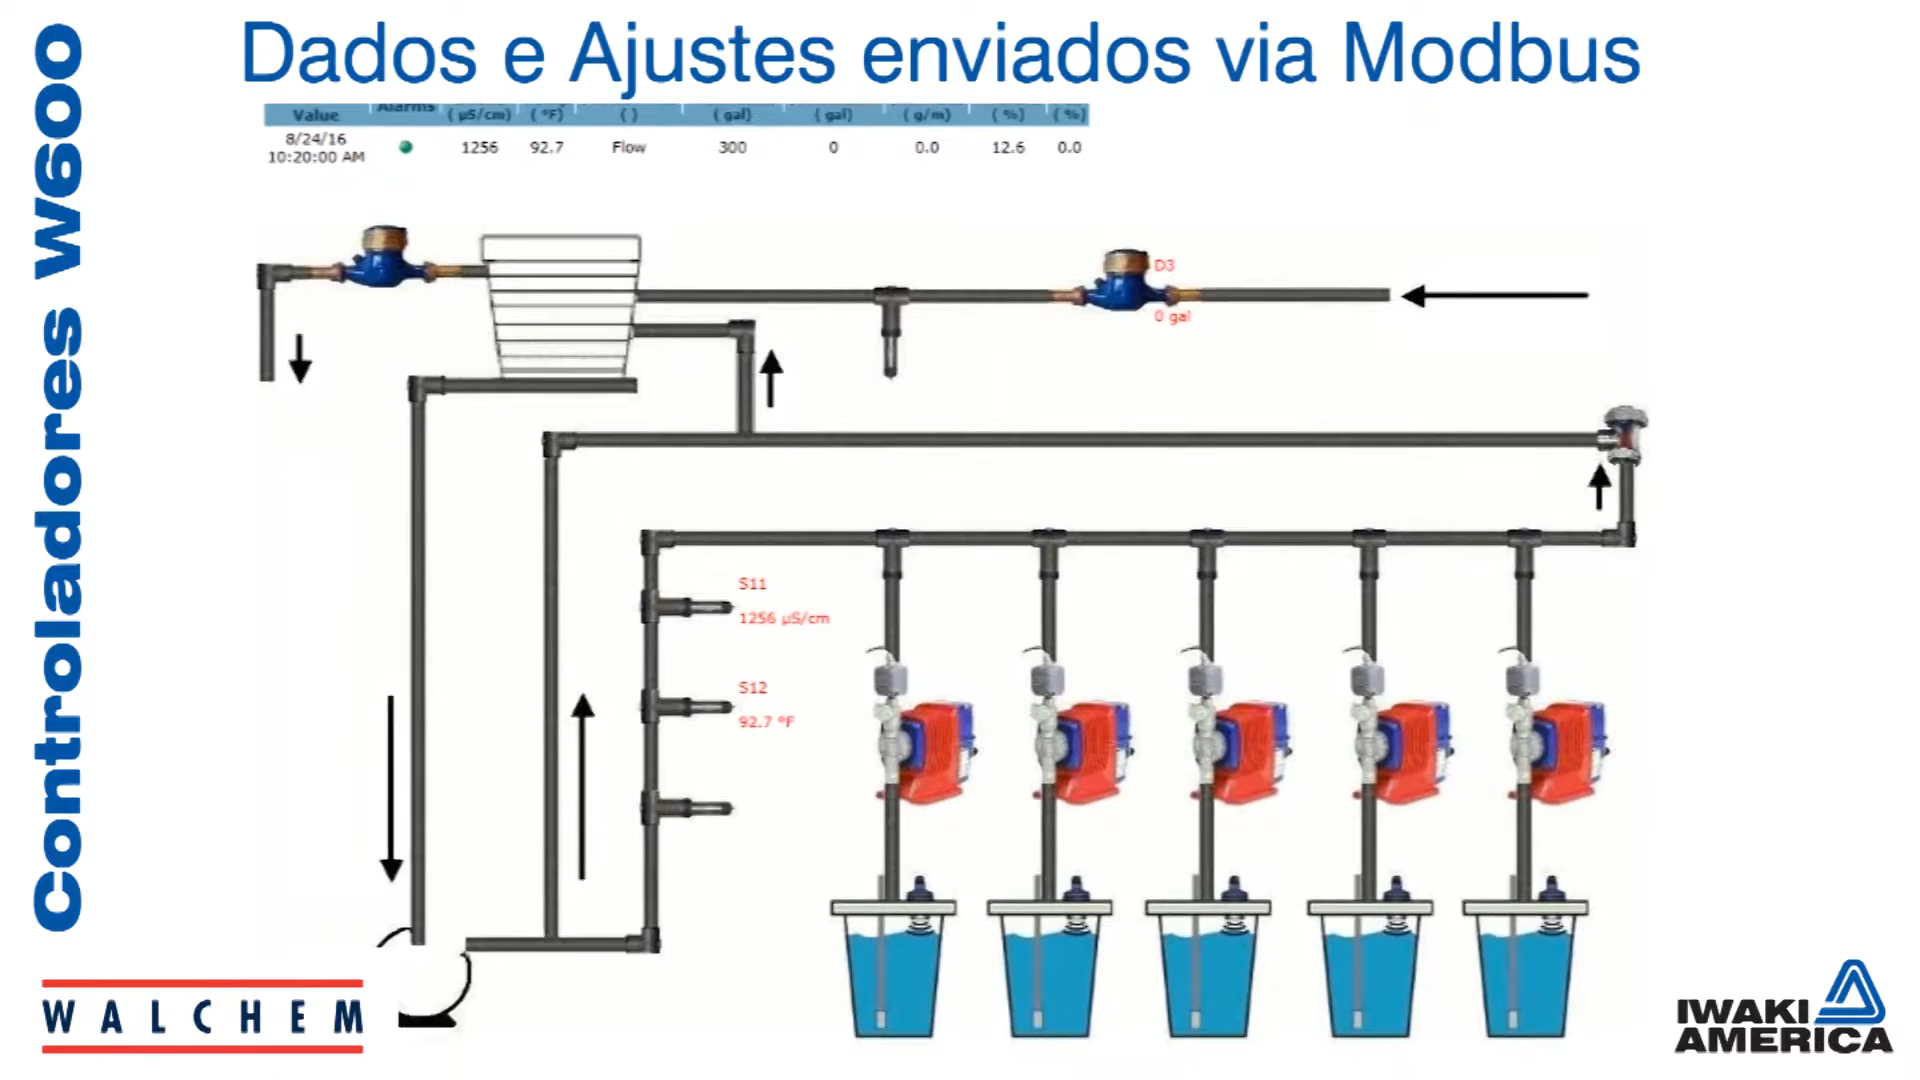 Dados e Ajustes enviados via Modbus
Controladores W600
Value Alarms (µS/cm) (°F) ( ) (gal) (gal) (g/m) (%) (%)
8/24/16
10:20:00 AM 1256 92.7 Flow 300 0 0.0 12.6 0.0
D3
0 gal
S11
1256 µS/cm
S12
92.7 °F
WALCHEM
IWAKI
AMERICA